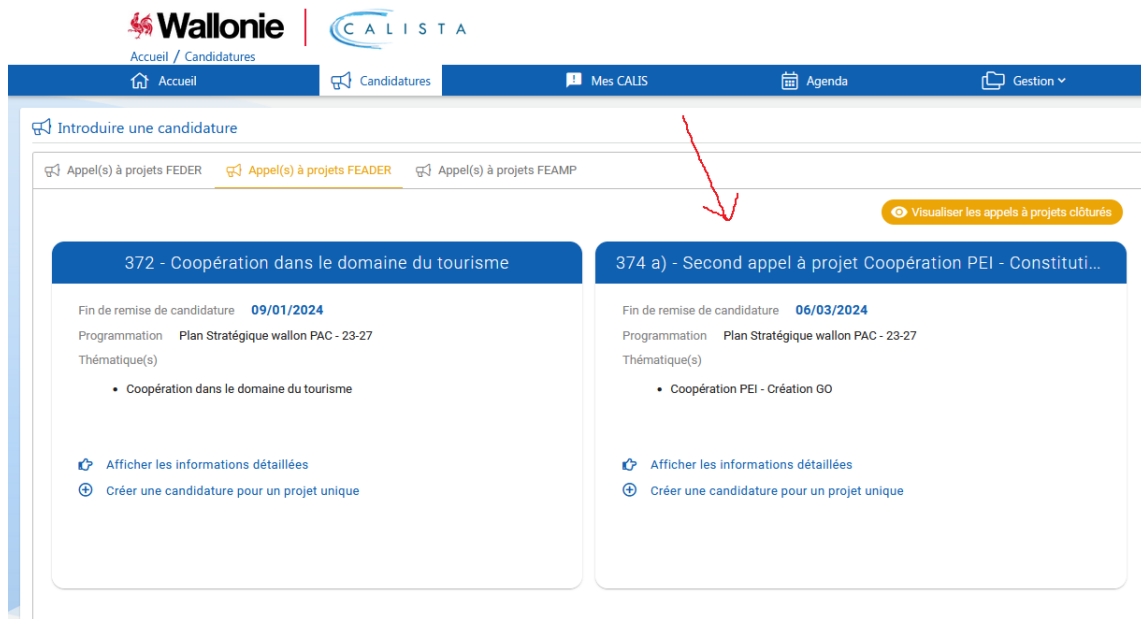 Wallonie
CALISTA
Accueil / Candidatures
Accueil
Candidatures
Mes CALIS
Agenda
Gestion
Introduire une candidature
Appel(s) à projets FEDER
Appel(s) à projets FEADER
Appel(s) à projets FEAMP
Visualiser les appels à projets clôturés
372 - Coopération dans le domaine du tourisme
Fin de remise de candidature 09/01/2024
Programmation Plan Stratégique wallon PAC - 23-27
Thématique(s)
• Coopération dans le domaine du tourisme
Afficher les informations détaillées
Créer une candidature pour un projet unique
374 a) - Second appel à projet Coopération PEI - Constituti...
Fin de remise de candidature 06/03/2024
Programmation Plan Stratégique wallon PAC - 23-27
Thématique(s)
• Coopération PEI - Création GO
Afficher les informations détaillées
Créer une candidature pour un projet unique